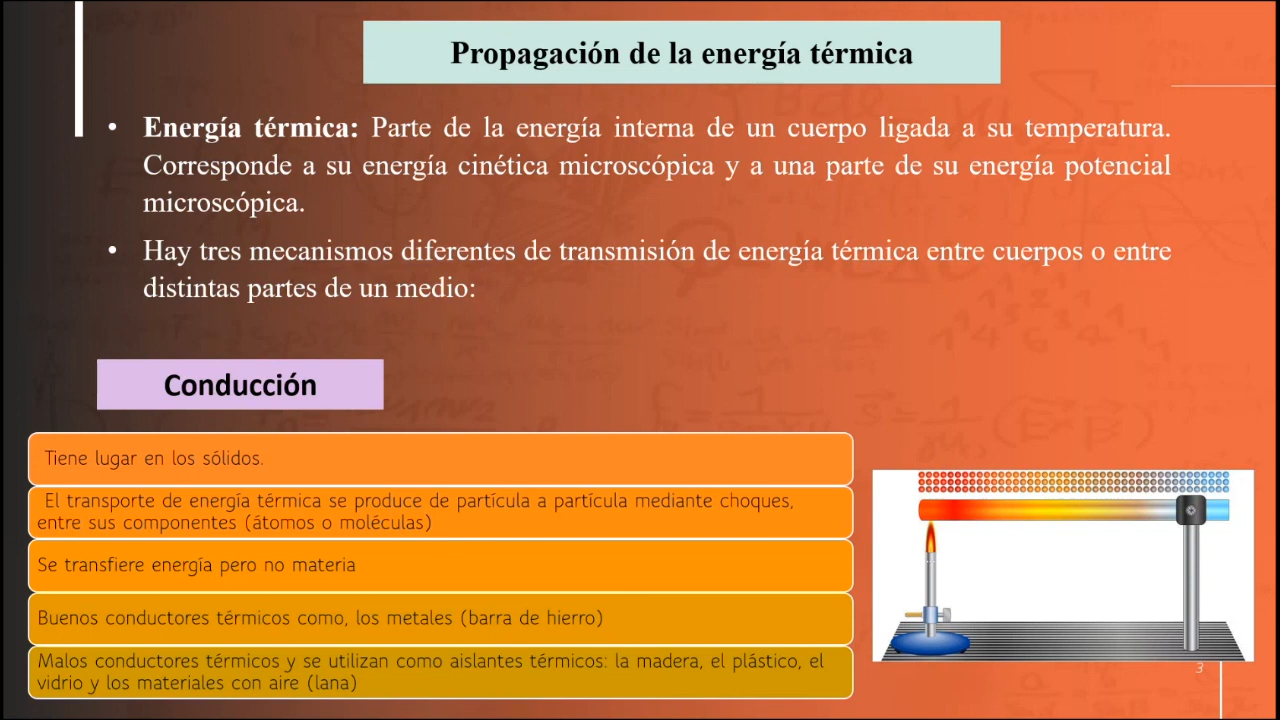 Propagación de la energía térmica
• Energía térmica: Parte de la energía interna de un cuerpo ligada a su temperatura.
Corresponde a su energía cinética microscópica y a una parte de su energía potencial
microscópica.
• Hay tres mecanismos diferentes de transmisión de energía térmica entre cuerpos o entre
distintas partes de un medio:
Conducción
Tiene lugar en los sólidos.
El transporte de energía térmica se produce de partícula a partícula mediante choques,
entre sus componentes (átomos o moléculas)
Se transfiere energía pero no materia
Buenos conductores térmicos como, los metales (barra de hierro)
Malos conductores térmicos y se utilizan como aislantes térmicos: la madera, el plástico, el
vidrio y los materiales con aire (lana)
3